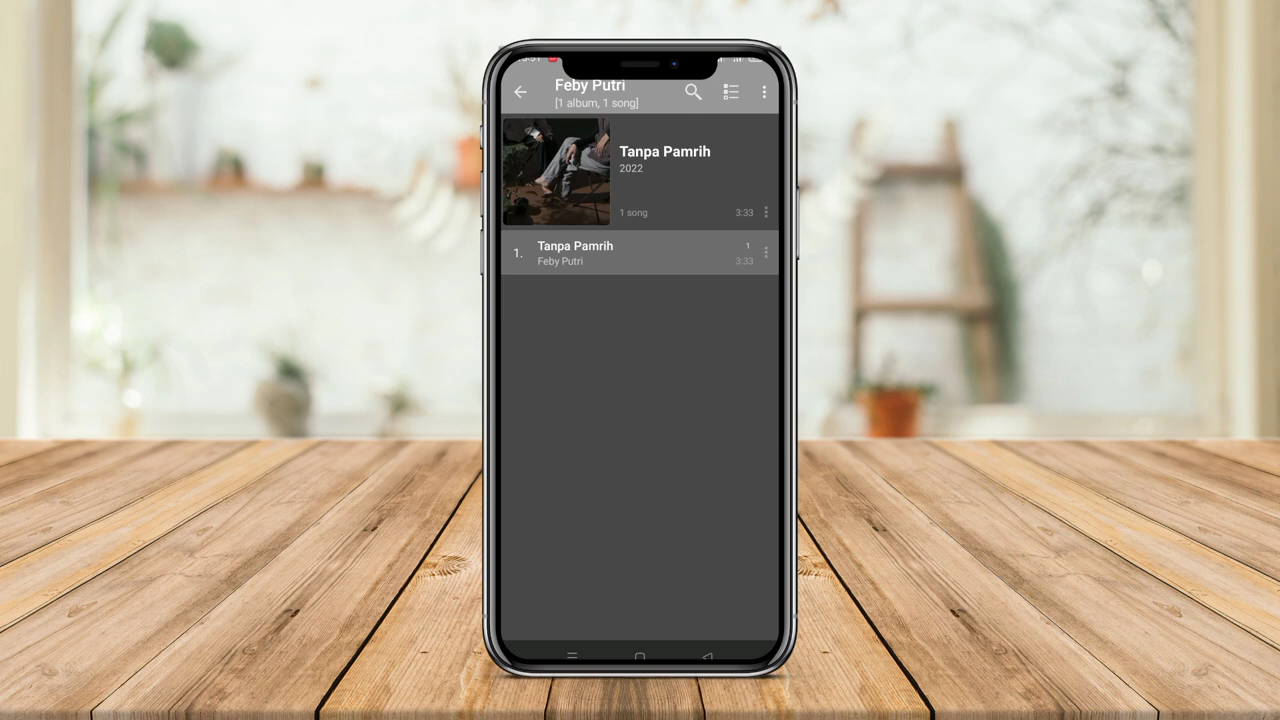 Feby Putri
[1 album, 1 song]
Tanpa Pamrih
2022
1 song
3:33
1.
Tanpa Pamrih
1
Feby Putri
3:33